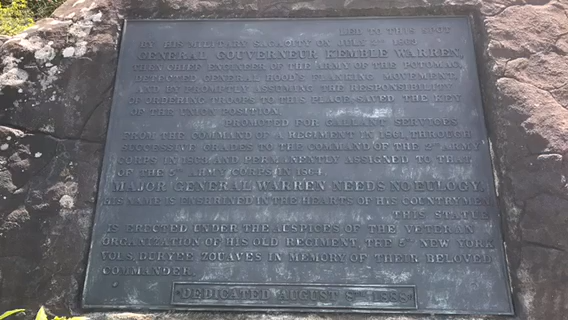 LED TO THIS SPOT
BY HIS MILITARY SAGACITY ON JULY 2ND 1863
GENERAL GOUVERNEUR KEMBLE WARREN,
THEN CHIEF ENGINEER OF THE ARMY OF THE POTOMAC,
DETECTED GENERAL HOOD'S FLANKING MOVEMENT,
AND BY PROMPTLY ASSUMING THE RESPONSIBILITY
OF ORDERING TROOPS TO THIS PLACE, SAVED THE KEY
OF THE UNION POSITION.
PROMOTED FOR GALLANT SERVICES
FROM THE COMMAND OF A REGIMENT IN 1861, THROUGH
SUCCESSIVE GRADES TO THE COMMAND OF THE 2ND ARMY
CORPS IN 1863 AND PERMANENTLY ASSIGNED TO THAT
OF THE 5TH ARMY CORPS IN 1864.
MAJOR GENERAL WARREN NEEDS NO EULOGY.
HIS NAME IS ENSHRINED IN THE HEARTS OF HIS COUNTRYMEN.
THIS STATUE
IS ERECTED UNDER THE AUSPICES OF THE VETERAN
ORGANIZATION OF HIS OLD REGIMENT, THE 5TH NEW YORK
VOLS, DURYEE ZOUAVES IN MEMORY OF THEIR BELOVED
COMMANDER.
DEDICATED AUGUST 8TH 1888